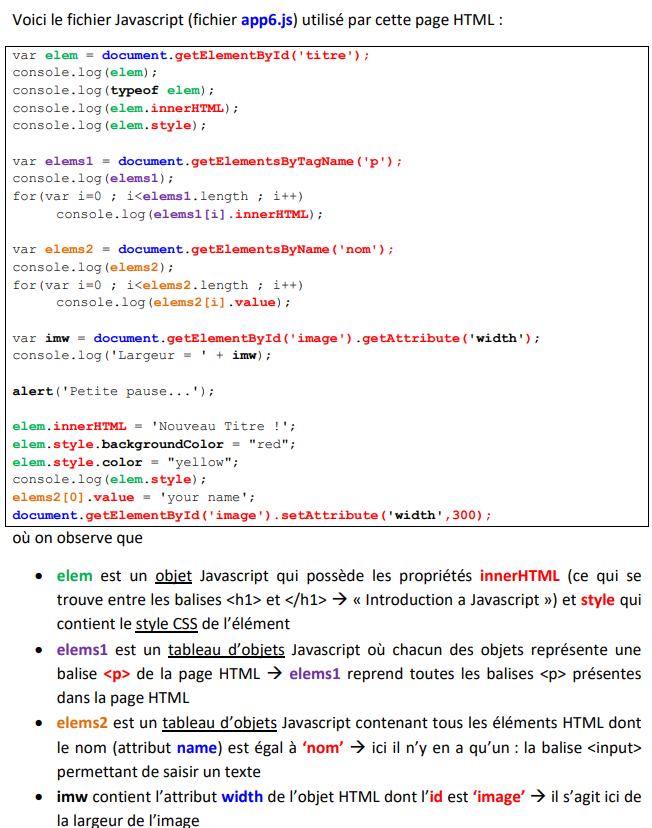 Voici le fichier Javascript (fichier app6.js) utilisé par cette page HTML :
var elem = document.getElementById('titre');
console.log(elem);
console.log(typeof elem);
console.log(elem.innerHTML);
console.log(elem.style);
var elems1 = document.getElementsByTagName('p');
console.log(elems1);
for(var i=0 ; i<elems1.length ; i++)
console.log(elems1[i].innerHTML);
var elems2 = document.getElementsByName('nom');
console.log(elems2);
for(var i=0 ; i<elems2.length ; i++)
console.log(elems2[i].value);
var imw = document.getElementById('image').getAttribute('width');
console.log('Largeur = ' + imw);
alert('Petite pause...');
elem.innerHTML = 'Nouveau Titre !';
elem.style.backgroundColor = "red";
elem.style.color = "yellow";
console.log(elem.style);
elems2[0].value = 'your name';
document.getElementById('image').setAttribute('width',300);
où on observe que
• elem est un objet Javascript qui possède les propriétés innerHTML (ce qui se
trouve entre les balises <h1> et </h1> → « Introduction a Javascript ») et style qui
contient le style CSS de l'élément
• elems1 est un tableau d'objets Javascript où chacun des objets représente une
balise <p> de la page HTML → elems1 reprend toutes les balises <p> présentes
dans la page HTML
• elems2 est un tableau d'objets Javascript contenant tous les éléments HTML dont
le nom (attribut name) est égal à 'nom' → ici il n'y en a qu'un : la balise <input>
permettant de saisir un texte
• imw contient l'attribut width de l'objet HTML dont l'id est 'image' → il s'agit ici de
la largeur de l'image